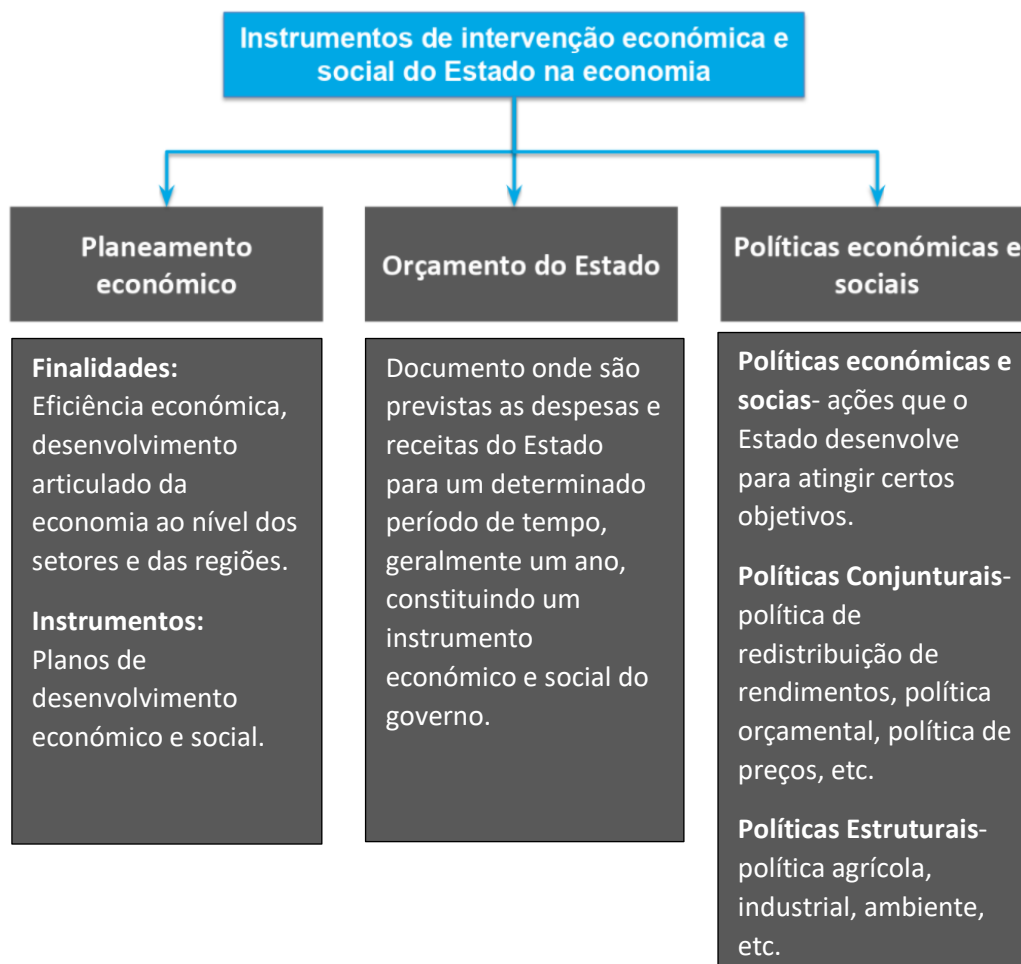 Instrumentos de intervenção económica e
social do Estado na economia
Planeamento
económico
Finalidades:
Eficiência económica,
desenvolvimento
articulado da
economia ao nível dos
setores e das regiões.
Instrumentos:
Planos de
desenvolvimento
económico e social.
Orçamento do Estado
Documento onde são
previstas as despesas e
receitas do Estado
para um determinado
período de tempo,
geralmente um ano,
constituindo um
instrumento
económico e social do
governo.
Políticas económicas e
sociais
Políticas económicas e
socias- ações que o
Estado desenvolve
para atingir certos
objetivos.
Políticas Conjunturais-
política de
redistribuição de
rendimentos, política
orçamental, política de
preços, etc.
Políticas Estruturais-
política agrícola,
industrial, ambiente,
etc.